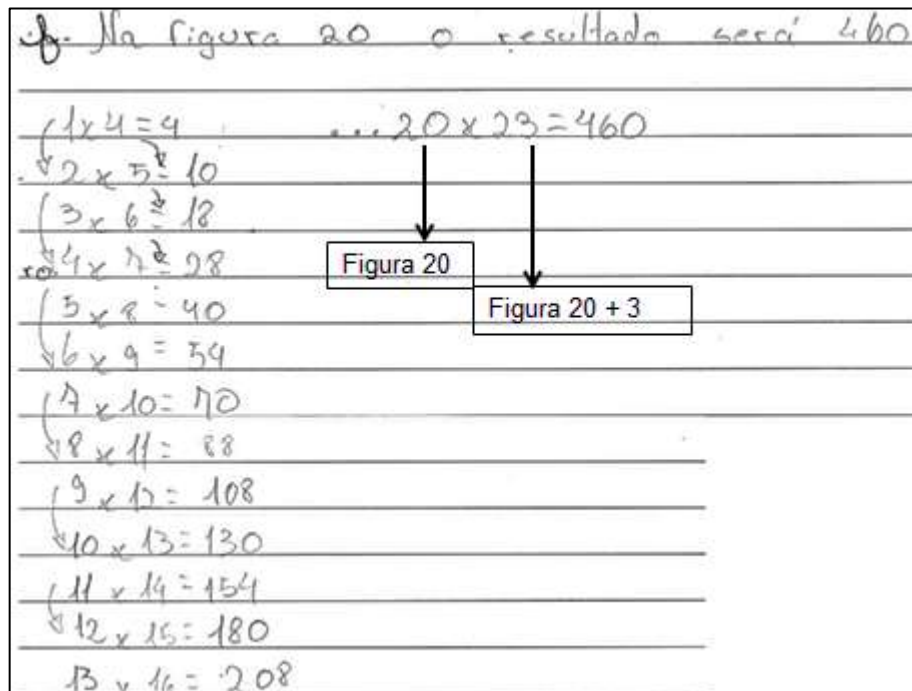 f. Na figura 20 o resultado será 460
1x4=4 ...20x23=460
2x5=10
3x6=18
4x7=28
Figura 20
5x8=40
Figura 20 + 3
6x9=54
7x10=70
8x11=88
9x12=108
10x13=130
11x14=154
12x15=180
13x16=208